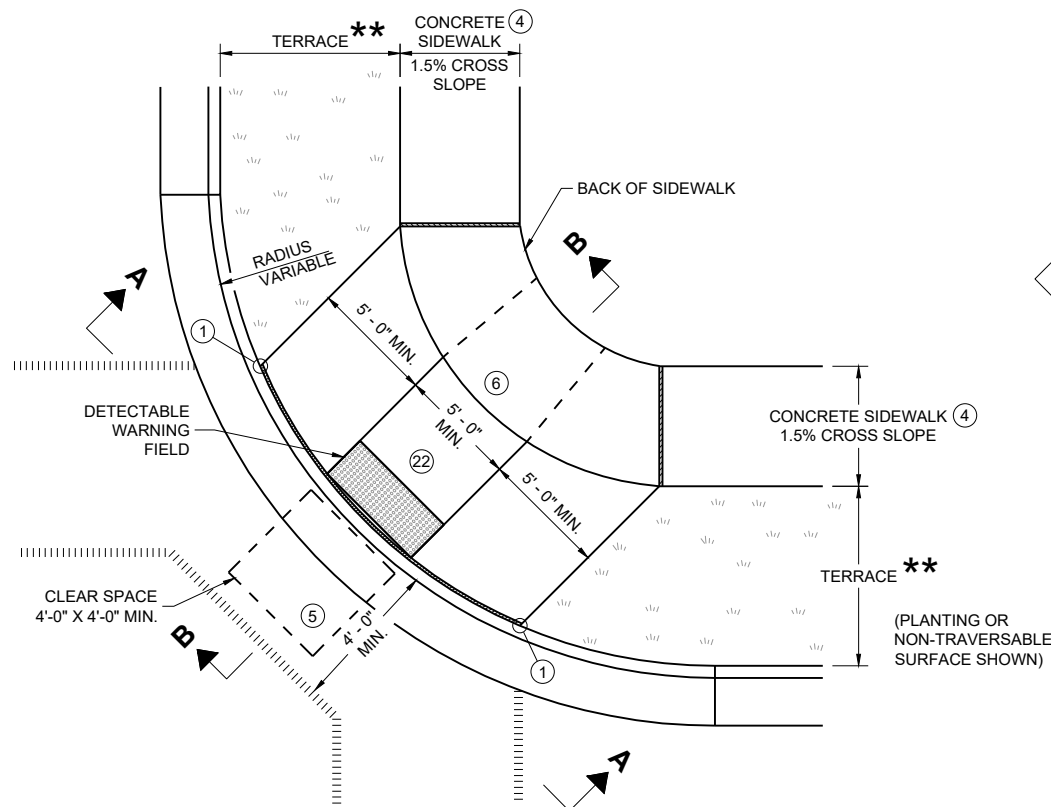 CONCRETE ④
TERRACE **
SIDEWALK
1.5% CROSS
SLOPE
BACK OF SIDEWALK
B
RADIUS
VARIABLE
A
①
5' - 0" MIN.
⑥
DETECTABLE
WARNING
FIELD
5' - 0"
MIN.
㉒
5' - 0" MIN.
CONCRETE SIDEWALK ④
1.5% CROSS SLOPE
CLEAR SPACE
4'-0" X 4'-0" MIN.
⑤
4' - 0"
MIN.
B
①
TERRACE **
(PLANTING OR
NON-TRAVERSABLE
SURFACE SHOWN)
A